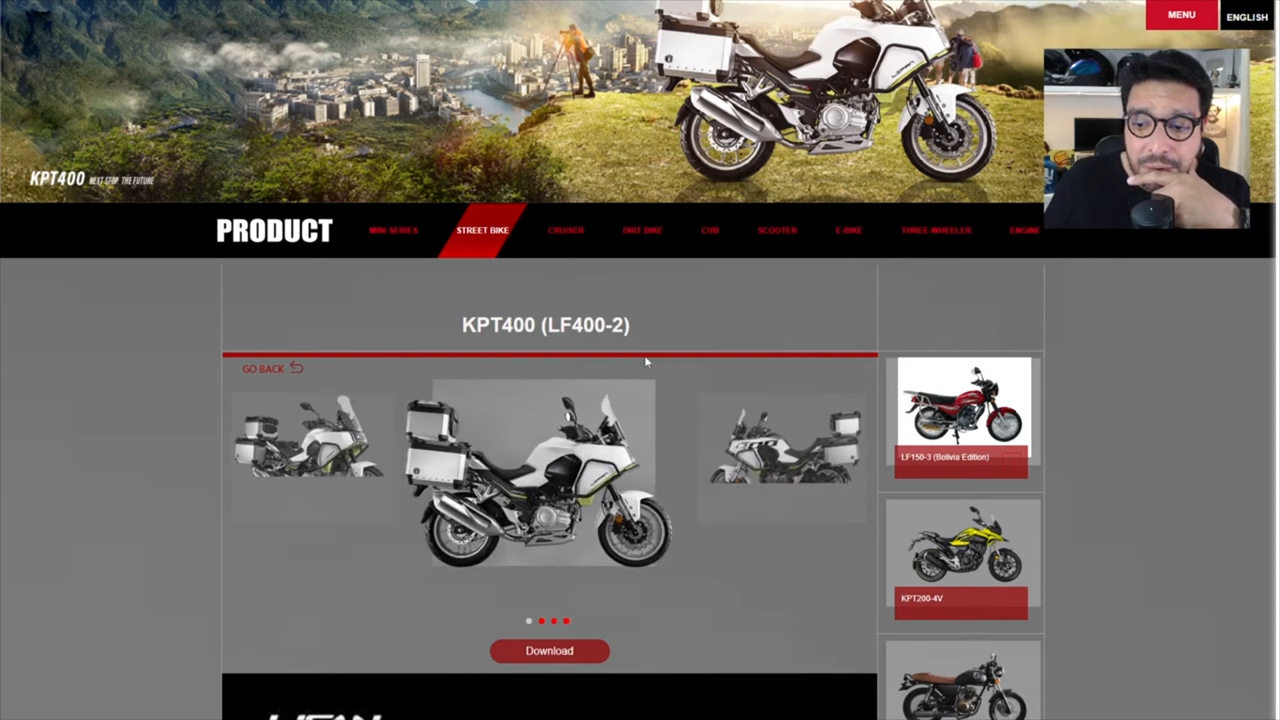 MENU
ENGLISH
KPT400 NEXT STOP THE FUTURE
PRODUCT
MINI SERIES
STREET BIKE
CRUISER
DIRT BIKE
CUB
SCOOTER
E-BIKE
THREE-WHEELER
ENGINE
KPT400 (LF400-2)
GO BACK
LF150-3 (Bolivia Edition)
KPT200-4V
Download
LIFAN